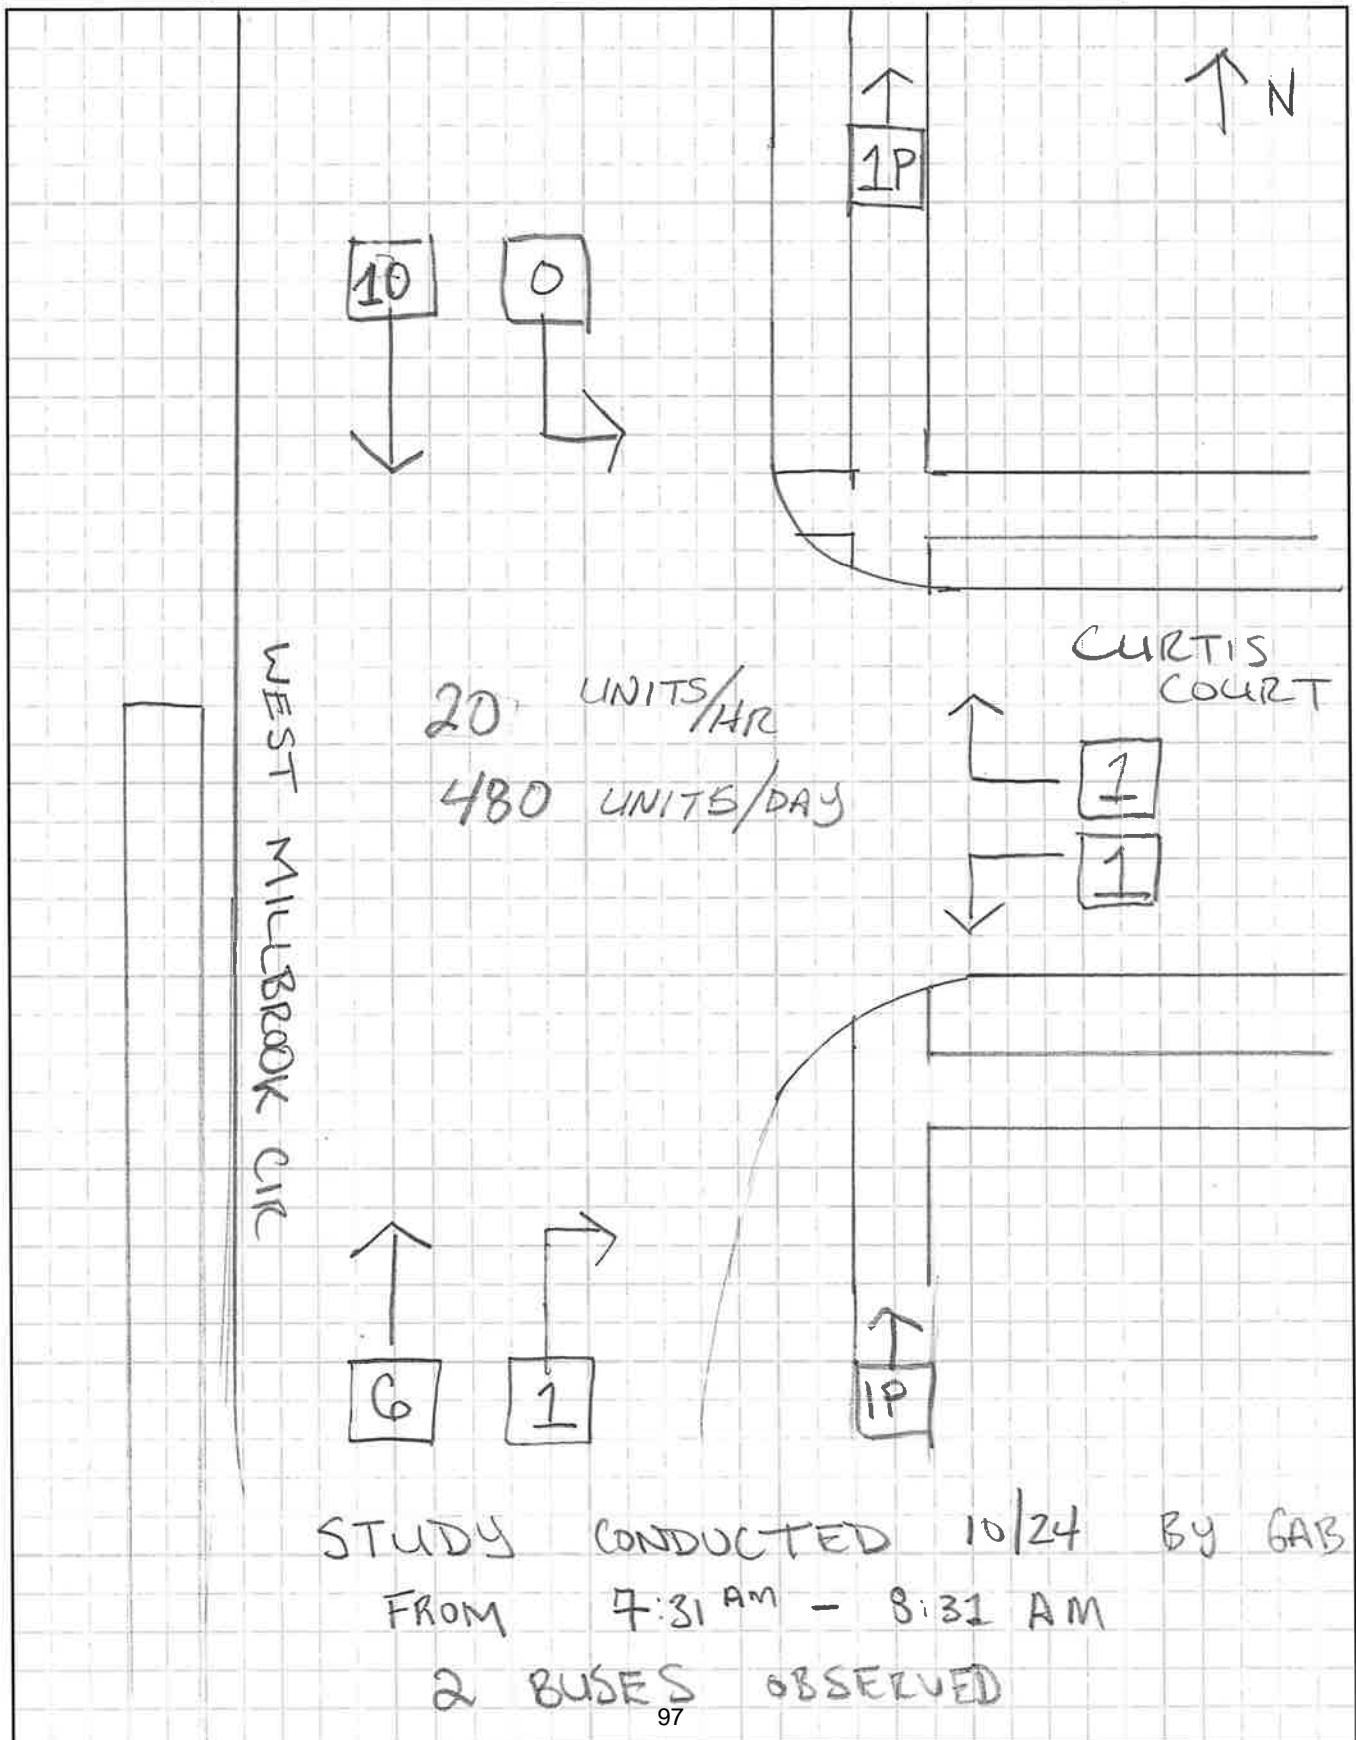 N
1P
10
0
CURTIS
COURT
WEST MILLBROOK CIR
20 UNITS/HR
480 UNITS/DAY
1
1
6
1
1P
STUDY CONDUCTED 10/24 BY GAB
FROM 7:31 AM - 8:31 AM
2 BUSES OBSERVED
97